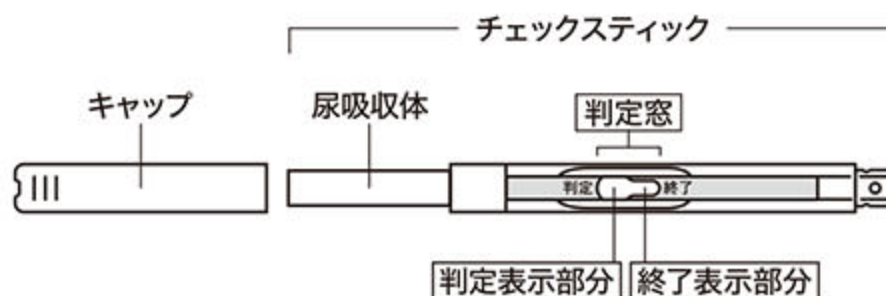 チェックスティック
キャップ
尿吸収体
判定窓
判定
終了
判定表示部分
終了表示部分